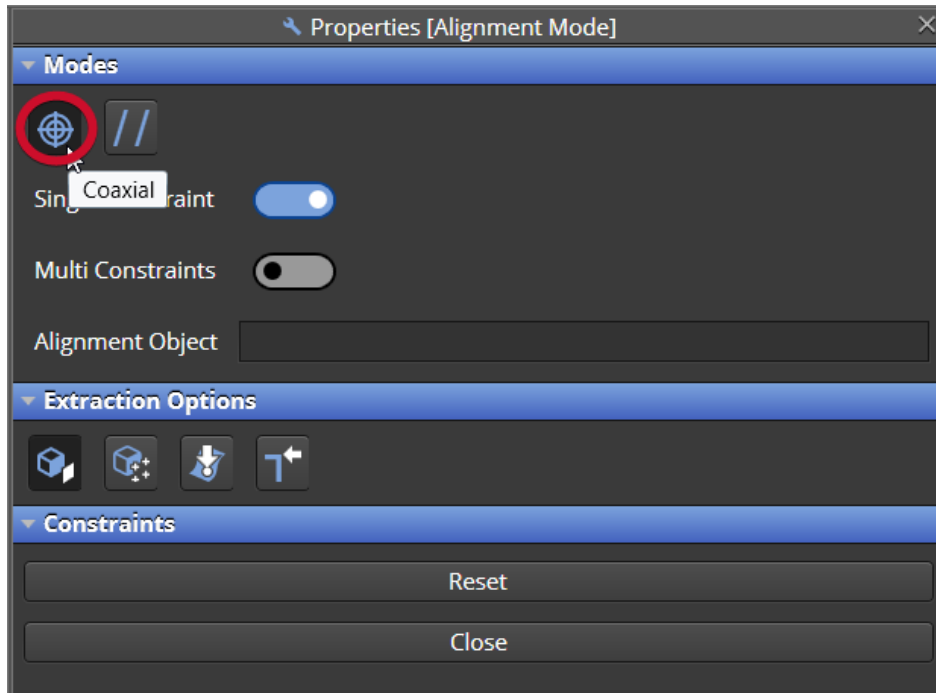 Properties [Alignment Mode]
Modes
Coaxial
Sing raint
Multi Constraints
Alignment Object
Extraction Options
Constraints
Reset
Close